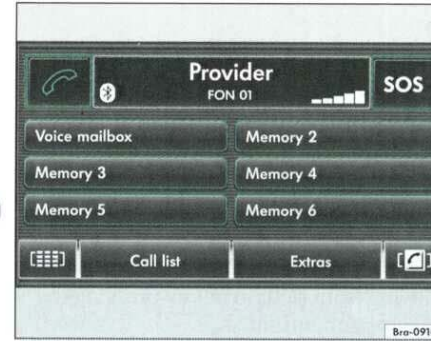 Provider
FON 01
SOS
Voice mailbox
Memory 2
Memory 3
Memory 4
Memory 5
Memory 6
Call list
Extras
Bra-091